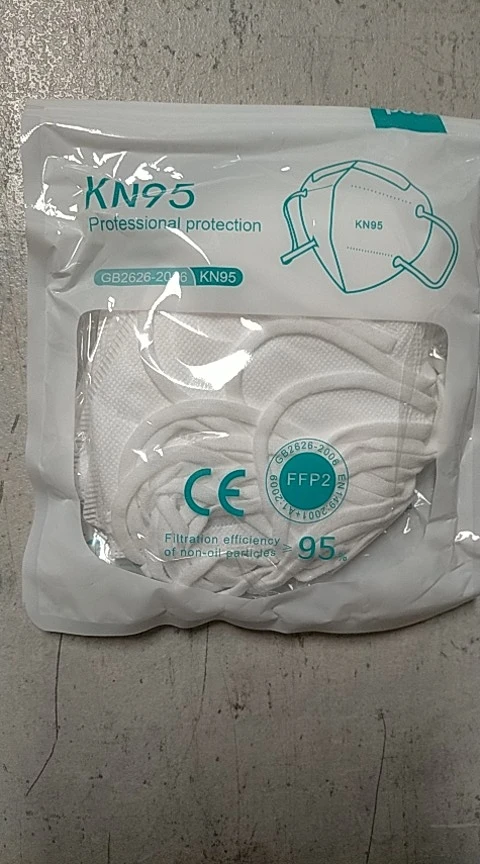 KN95
Professional protection
GB2626-2006 KN95
KN95
CE
GB2626-2006
FFP2
EN149:2001+A1:2009
Filtration efficiency
of non-oil particles ≥ 95%